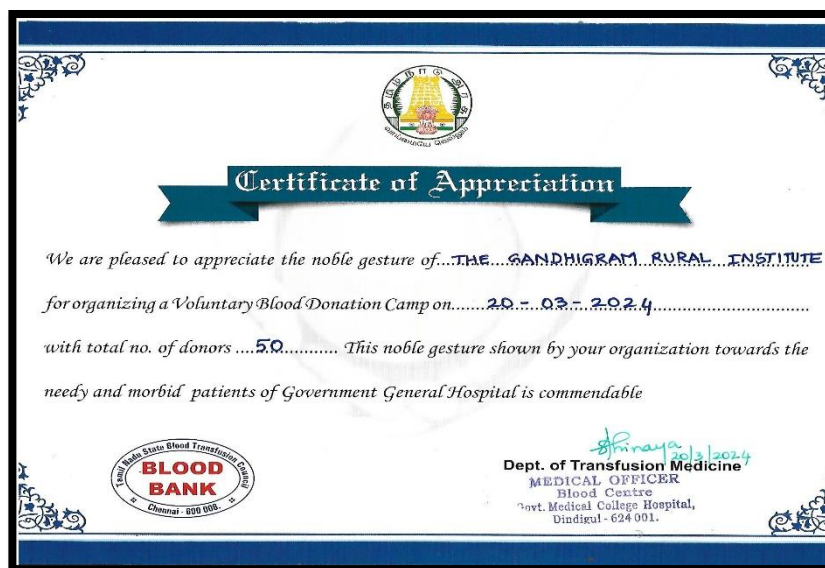 தமிழ்நாடு அரசு
வாய்மையே வெல்லும்
Certificate of Appreciation
We are pleased to appreciate the noble gesture of....THE GANDHIGRAM RURAL INSTITUTE
for organizing a Voluntary Blood Donation Camp on.......20-03-2024...............................
with total no. of donors ....50........... This noble gesture shown by your organization towards the
needy and morbid patients of Government General Hospital is commendable
Tamil Nadu State Blood Transfusion Council
BLOOD
BANK
Chennai - 600 008.
Abinaya
20/3/2024
Dept. of Transfusion Medicine
MEDICAL OFFICER
Blood Centre
Govt. Medical College Hospital,
Dindigul - 624 001.